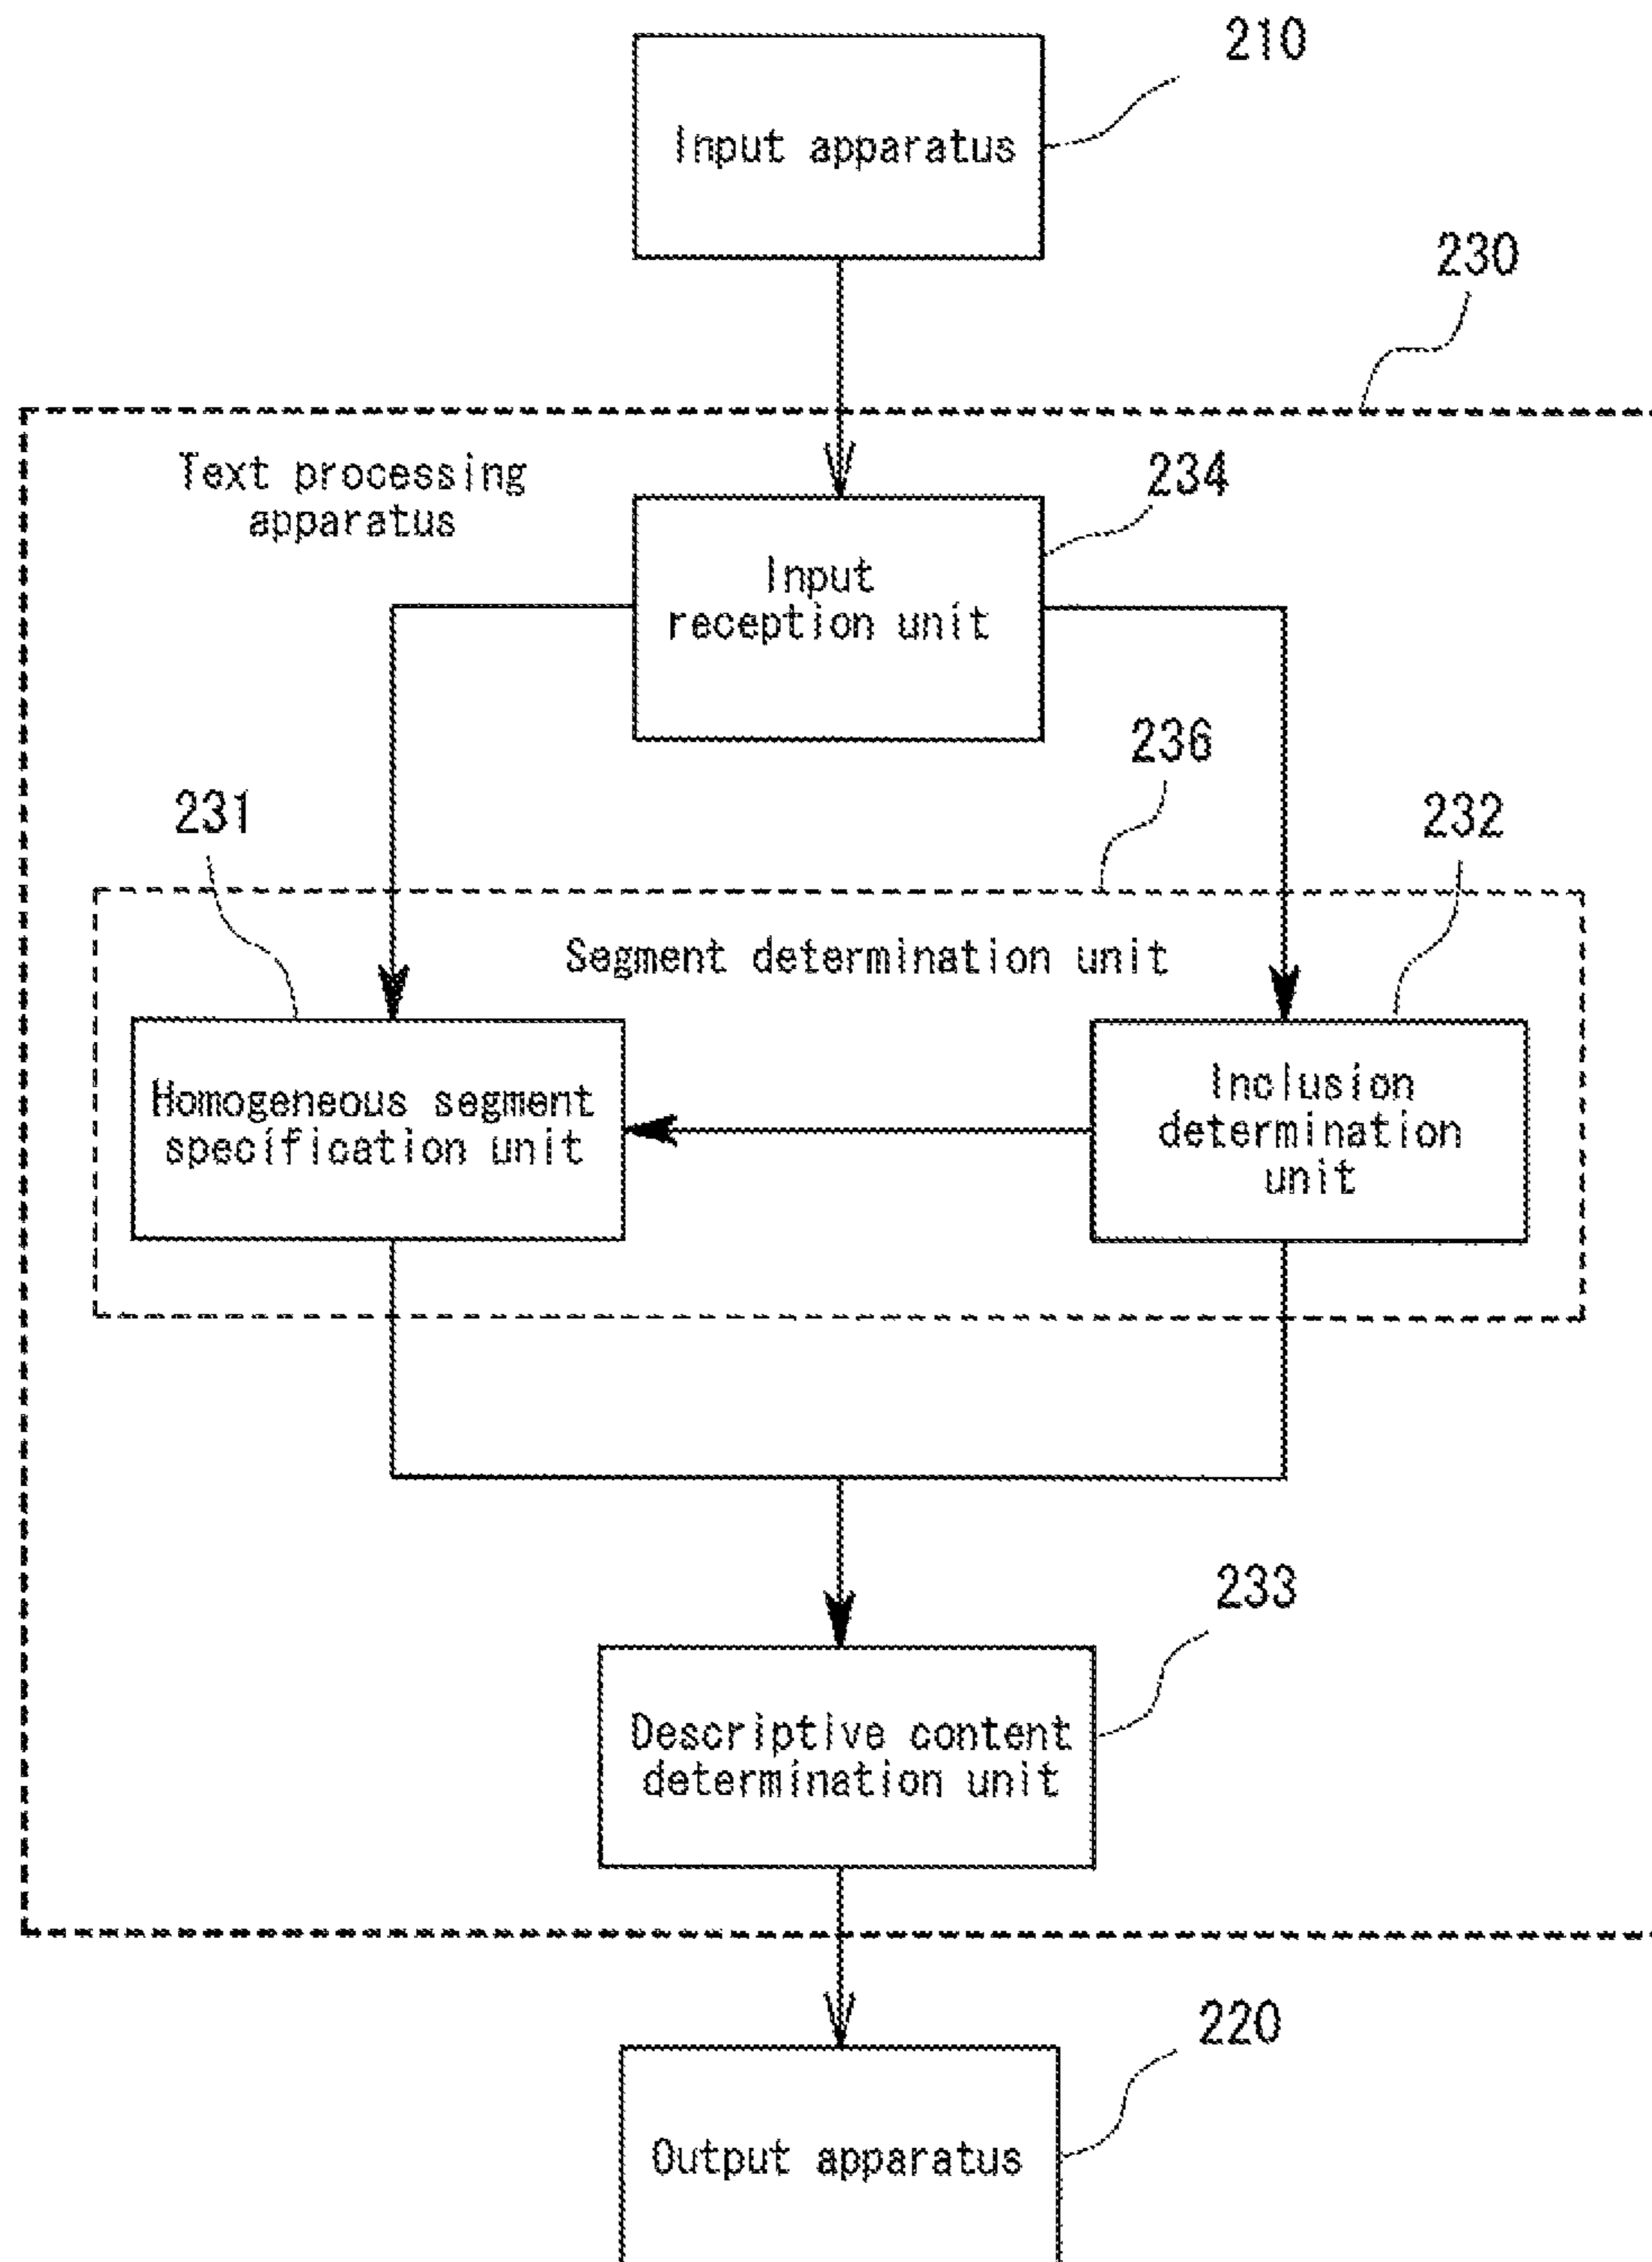 210
Input apparatus
230
Text processing
apparatus
234
Input
reception unit
236
231
232
Segment determination unit
Homogeneous segment
specification unit
Inclusion
determination
unit
233
Descriptive content
determination unit
220
Output apparatus